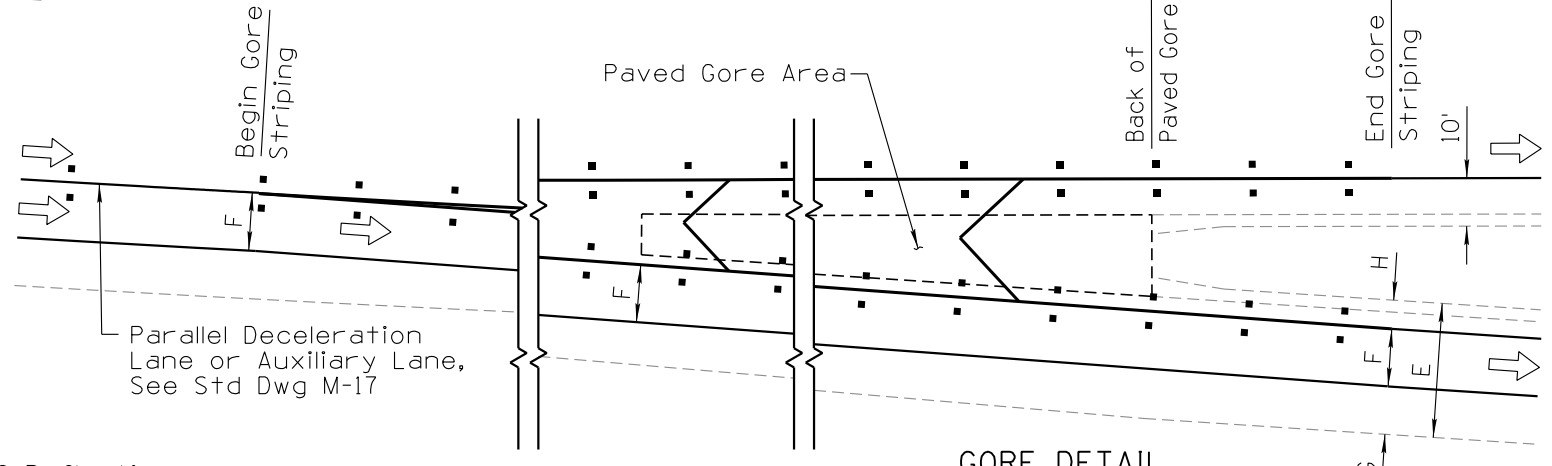 Begin Gore
Striping
Paved Gore Area
Back of
Paved Gore
End Gore
Striping
10'
F
F
H
F
E
Parallel Deceleration
Lane or Auxiliary Lane,
See Std Dwg M-17
GORE DETAIL